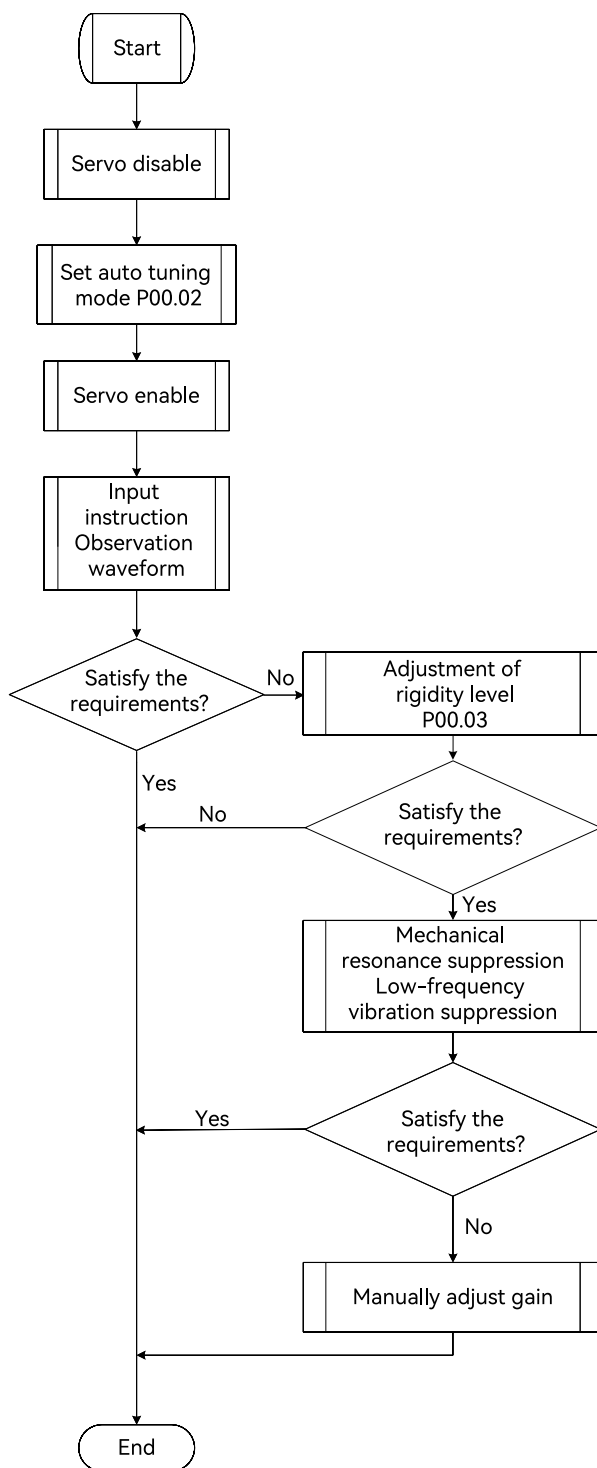 Start
Servo disable
Set auto tuning
mode P00.02
Servo enable
Input
instruction
Observation
waveform
Satisfy the
requirements?
No
Adjustment of
rigidity level
P00.03
Yes
No
Satisfy the
requirements?
Yes
Mechanical
resonance suppression
Low-frequency
vibration suppression
Yes
Satisfy the
requirements?
No
Manually adjust gain
End